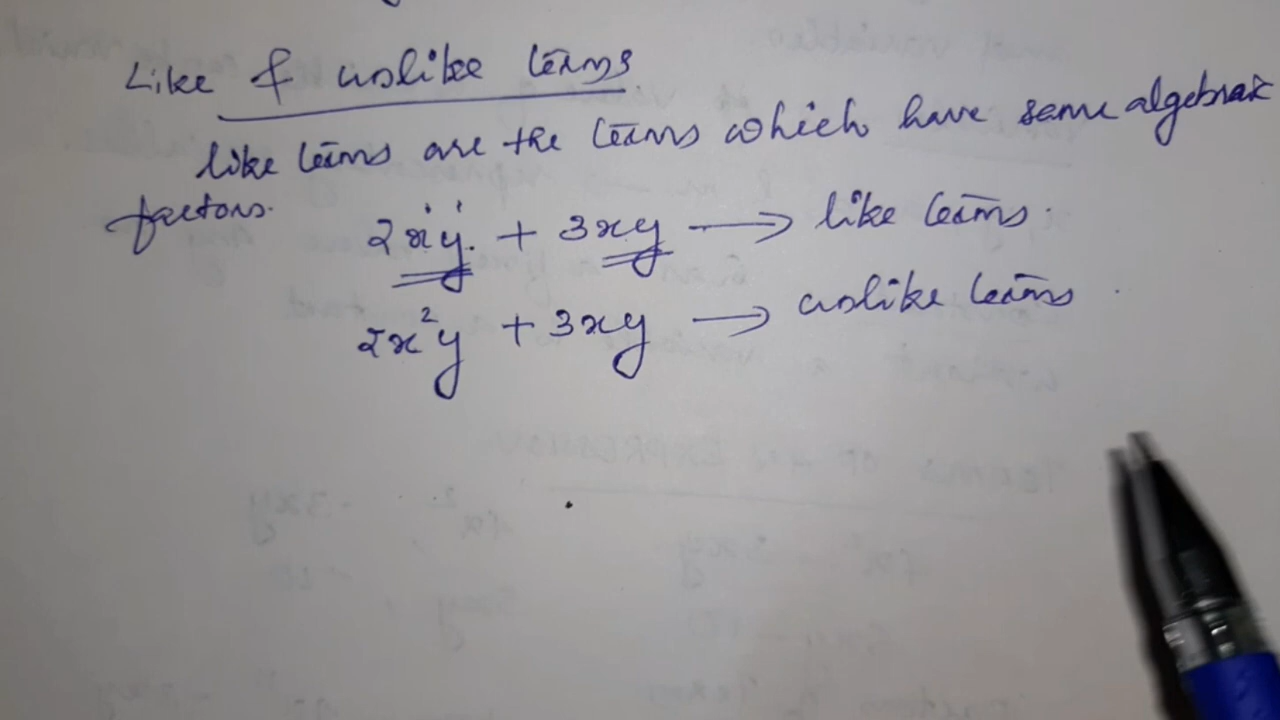 Like & unlike terms
like terms are the terms which have same algebraic
factors.
2xy + 3xy → like terms.
2x²y + 3xy → unlike terms